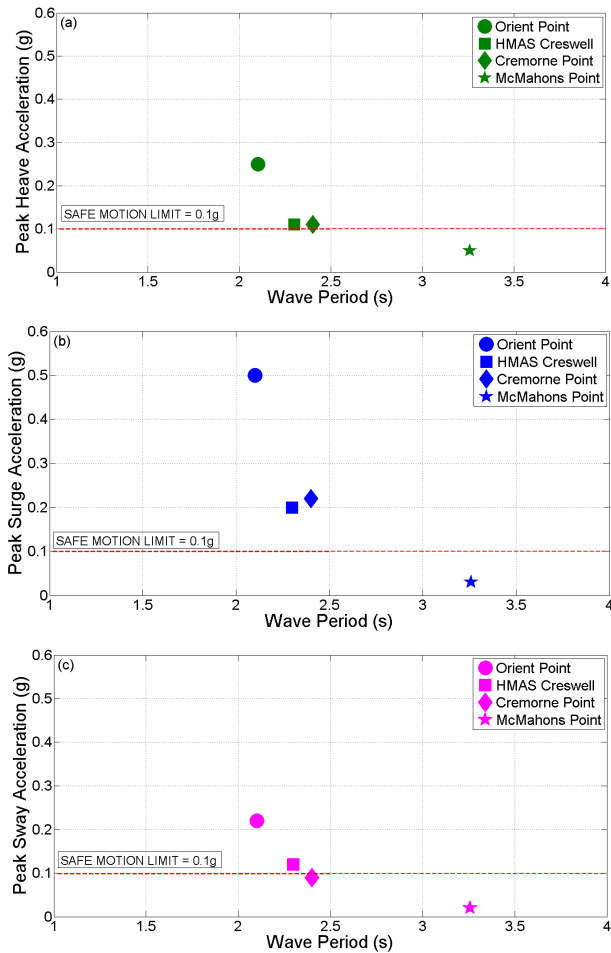 (a)
Orient Point
HMAS Creswell
Cremorne Point
McMahons Point
Peak Heave Acceleration (g)
0.6
0.5
0.4
0.3
0.2
0.1
0
SAFE MOTION LIMIT = 0.1g
1 1.5 2 2.5 3 3.5 4
Wave Period (s)
(b)
Orient Point
HMAS Creswell
Cremorne Point
McMahons Point
Peak Surge Acceleration (g)
0.6
0.5
0.4
0.3
0.2
0.1
0
SAFE MOTION LIMIT = 0.1g
1 1.5 2 2.5 3 3.5 4
Wave Period (s)
(c)
Orient Point
HMAS Creswell
Cremorne Point
McMahons Point
Peak Sway Acceleration (g)
0.6
0.5
0.4
0.3
0.2
0.1
0
SAFE MOTION LIMIT = 0.1g
1 1.5 2 2.5 3 3.5 4
Wave Period (s)